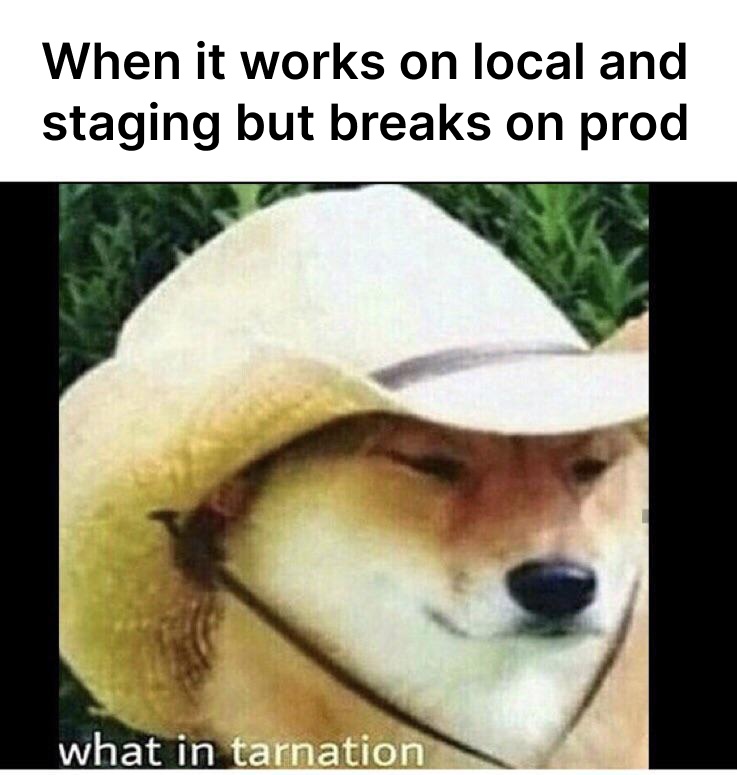 When it works on local and
staging but breaks on prod
what in tarnation